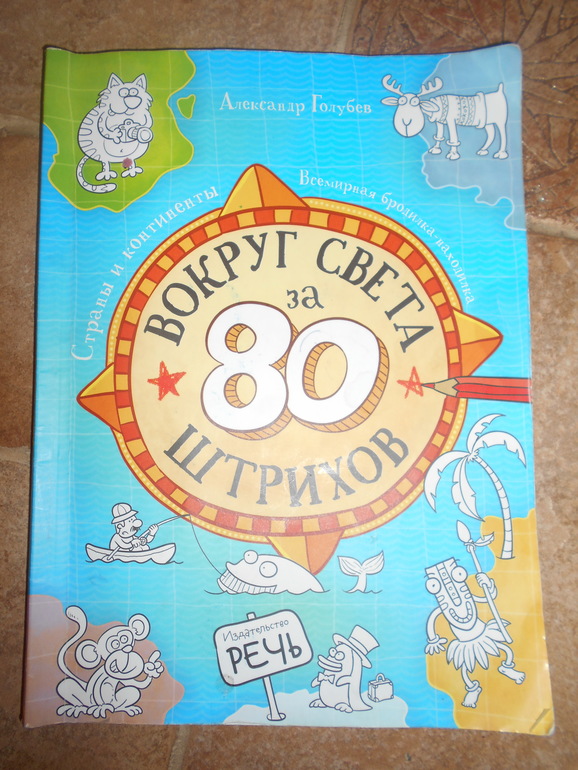 Александр Голубев
Страны и континенты
Всемирная бродилка-находилка
ВОКРУГ СВЕТА
за
80
ШТРИХОВ
Издательство
РЕЧЬ